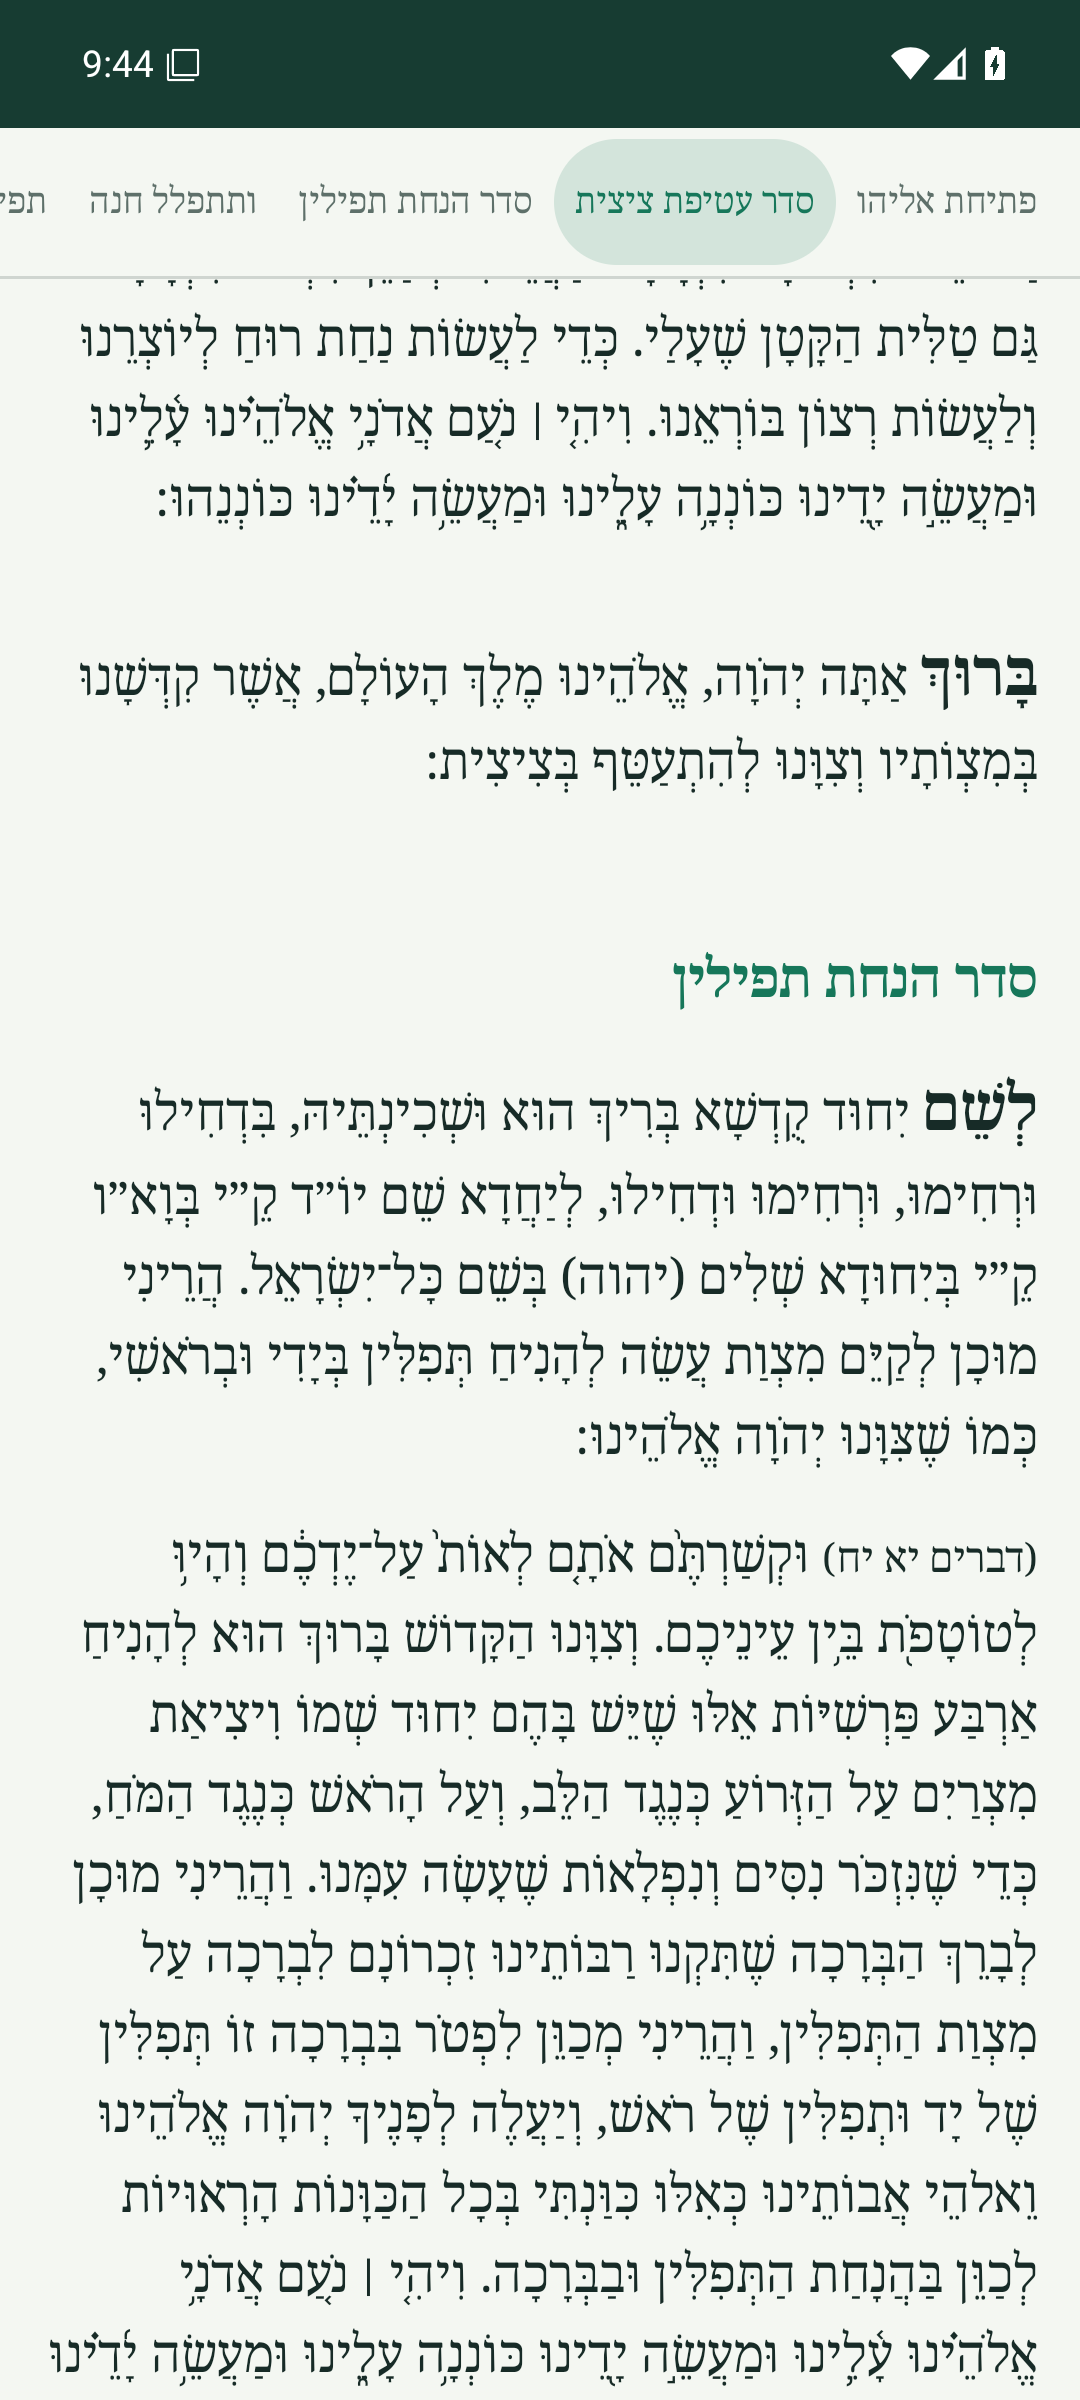 9:44
פתיחת אליהו סדר עטיפת ציצית סדר הנחת תפילין ותתפלל חנה תפי
גַּם טַלִּית הַקָּטָן שֶׁעָלַי. כְּדֵי לַעֲשׂוֹת נַחַת רוּחַ לְיוֹצְרֵנוּ
וְלַעֲשׂוֹת רְצוֹן בּוֹרְאֵנוּ. וִיהִ֤י ׀ נֹ֤עַם אֲדֹנָ֥י אֱלֹהֵ֗ינוּ עָ֫לֵ֥ינוּ
וּמַעֲשֵׂ֣ה יָ֭דֵינוּ כּוֹנְנָ֥ה עָלֵ֑ינוּ וּמַעֲשֵׂ֥ה יָ֝דֵ֗ינוּ כּוֹנְנֵהוּ׃
בָּרוּךְ אַתָּה יְהֹוָה, אֱלֹהֵינוּ מֶלֶךְ הָעוֹלָם, אֲשֶׁר קִדְּשָׁנוּ
בְּמִצְוֹתָיו וְצִוָּנוּ לְהִתְעַטֵּף בְּצִיצִית:
סדר הנחת תפילין
לְשֵׁם יִחוּד קֻדְשָׁא בְּרִיךְ הוּא וּשְׁכִינְתֵּיהּ, בִּדְחִילוּ
וּרְחִימוּ, וּרְחִימוּ וּדְחִילוּ, לְיַחֲדָא שֵׁם יוֹ״ד קֵ״י בְּוָא״ו
קֵ״י בְּיִחוּדָא שְׁלִים (יהוה) בְּשֵׁם כָּל־יִשְׂרָאֵל. הֲרֵינִי
מוּכָן לְקַיֵּם מִצְוַת עֲשֵׂה לְהָנִיחַ תְּפִלִּין בְּיָדִי וּבְרֹאשִׁי,
כְּמוֹ שֶׁצִּוָּנוּ יְהֹוָה אֱלֹהֵינוּ:
(דברים יא יח) וּקְשַׁרְתֶּ֨ם אֹתָ֤ם לְאוֹת֙ עַל־יֶדְכֶ֔ם וְהָי֥וּ
לְטוֹטָפֹ֖ת בֵּ֥ין עֵינֵיכֶם. וְצִוָּנוּ הַקָּדוֹשׁ בָּרוּךְ הוּא לְהָנִיחַ
אַרְבַּע פַּרְשִׁיּוֹת אֵלּוּ שֶׁיֵּשׁ בָּהֶם יִחוּד שְׁמוֹ וִיצִיאַת
מִצְרַיִם עַל הַזְּרוֹעַ כְּנֶגֶד הַלֵּב, וְעַל הָרֹאשׁ כְּנֶגֶד הַמֹּחַ,
כְּדֵי שֶׁנִּזְכֹּר נִסִּים וְנִפְלָאוֹת שֶׁעָשָׂה עִמָּנוּ. וַהֲרֵינִי מוּכָן
לְבָרֵךְ הַבְּרָכָה שֶׁתִּקְנוּ רַבּוֹתֵינוּ זִכְרוֹנָם לִבְרָכָה עַל
מִצְוַת הַתְּפִלִּין, וַהֲרֵינִי מְכַוֵּן לִפְטֹר בִּבְרָכָה זוֹ תְּפִלִּין
שֶׁל יָד וּתְפִלִּין שֶׁל רֹאשׁ, וְיַעֲלֶה לְפָנֶיךָ יְהֹוָה אֱלֹהֵינוּ
וֵאלֹהֵי אֲבוֹתֵינוּ כְּאִלּוּ כִּוַּנְתִּי בְּכָל הַכַּוָּנוֹת הָרְאוּיוֹת
לְכַוֵּן בַּהֲנָחַת הַתְּפִלִּין וּבַבְּרָכָה. וִיהִ֤י ׀ נֹ֤עַם אֲדֹנָ֥י
אֱלֹהֵ֗ינוּ עָ֫לֵ֥ינוּ וּמַעֲשֵׂ֣ה יָ֭דֵינוּ כּוֹנְנָ֥ה עָלֵ֑ינוּ וּמַעֲשֵׂ֥ה יָ֝דֵ֗ינוּ